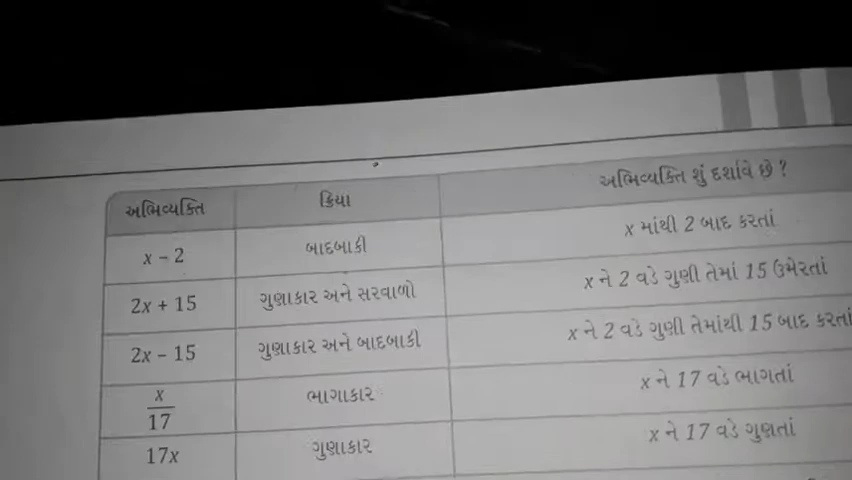 અભિવ્યક્તિ ક્રિયા અભિવ્યક્તિ શું દર્શાવે છે ?
x – 2 બાદબાકી x માંથી 2 બાદ કરતાં
2x + 15 ગુણાકાર અને સરવાળો x ને 2 વડે ગુણી તેમાં 15 ઉમેરતાં
2x – 15 ગુણાકાર અને બાદબાકી x ને 2 વડે ગુણી તેમાંથી 15 બાદ કરતાં
x/17 ભાગાકાર x ને 17 વડે ભાગતાં
17x ગુણાકાર x ને 17 વડે ગુણતાં